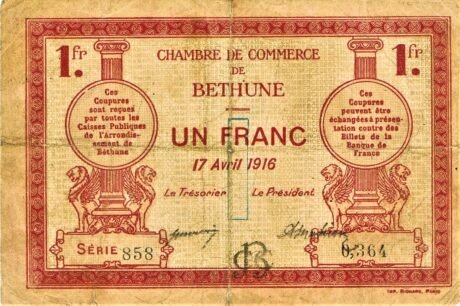 1. fr
1. fr
CHAMBRE DE COMMERCE
DE
BETHUNE
Ces
Coupures
sont reçues
par toutes les
Caisses Publiques
de l'Arrondis-
sement de
Béthune
Ces
Coupures
peuvent être
échangées à présen-
tation contre des
Billets de la
Banque de
France
UN FRANC
17 Avril 1916
Le Trésorier
Le Président
SÉRIE 858
0,364
IMP. RICHARD, PARIS